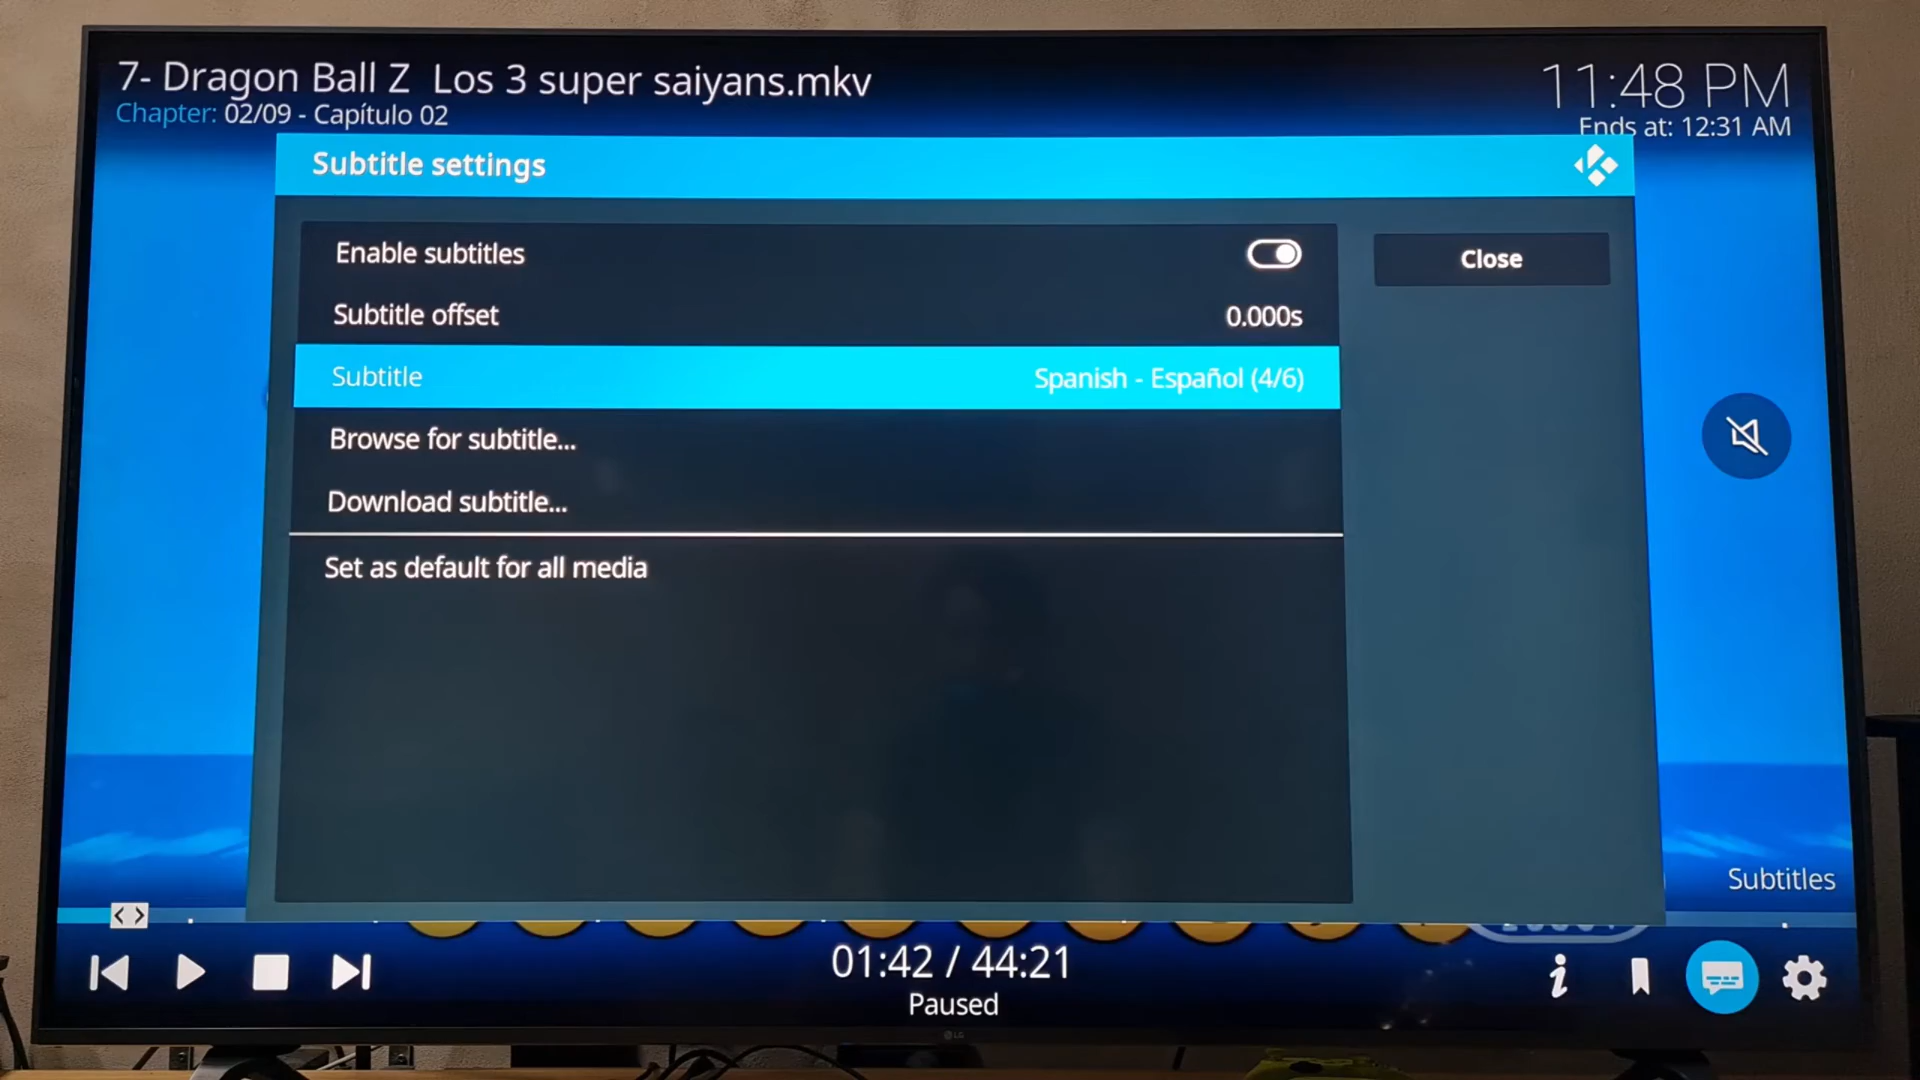 7- Dragon Ball Z Los 3 super saiyans.mkv
11:48 PM
Chapter: 02/09 - Capítulo 02
Ends at: 12:31 AM
Subtitle settings
Enable subtitles
Close
Subtitle offset
0.000s
Subtitle
Spanish - Español (4/6)
Browse for subtitle...
Download subtitle...
Set as default for all media
Subtitles
01:42 / 44:21
Paused
LG